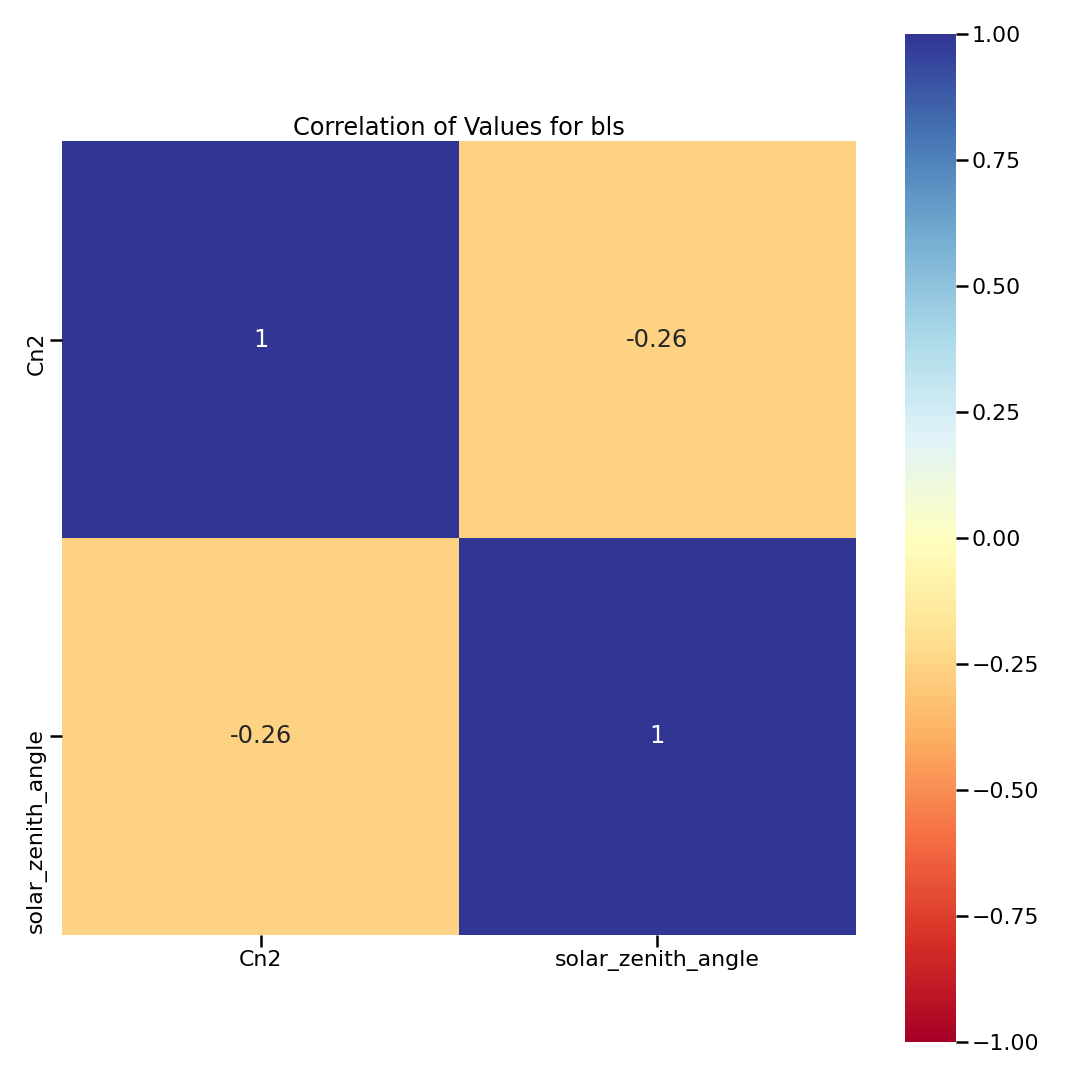 Correlation of Values for bls
Cn2
solar_zenith_angle
1
-0.26
-0.26
1
Cn2
solar_zenith_angle
1.00
0.75
0.50
0.25
0.00
−0.25
−0.50
−0.75
−1.00